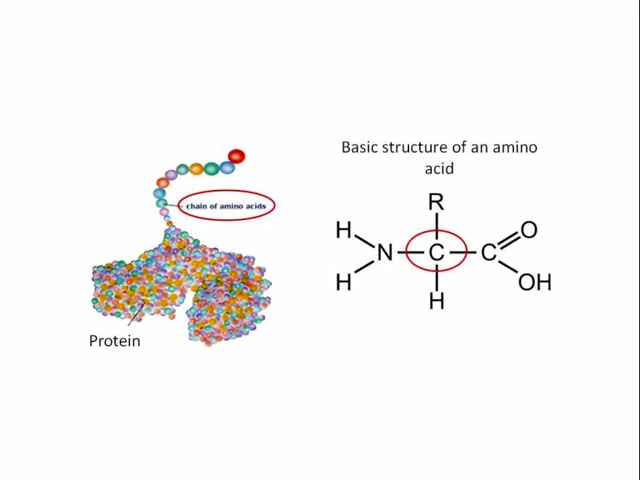 chain of amino acids
Protein
Basic structure of an amino
acid
R
H
O
N
C
C
H
OH
H